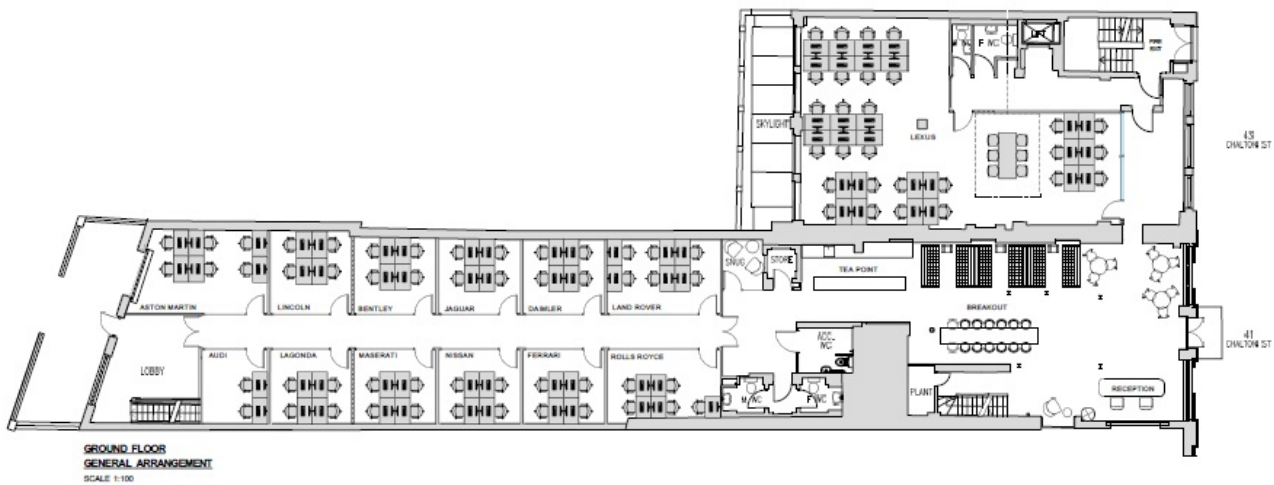 M WC
F WC
LIFT
FIRE
EXIT
SKYLIGHT
LEXUS
43
CHALTON ST
SNUG
STORE
TEA POINT
ASTON MARTIN
LINCOLN
BENTLEY
JAGUAR
DAIMLER
LAND ROVER
BREAKOUT
AUDI
LAGONDA
MASERATI
NISSAN
FERRARI
ROLLS ROYCE
ACC.
WC
41
CHALTON ST
LOBBY
M WC
F WC
PLANT
RECEPTION
GROUND FLOOR
GENERAL ARRANGEMENT
SCALE 1:100